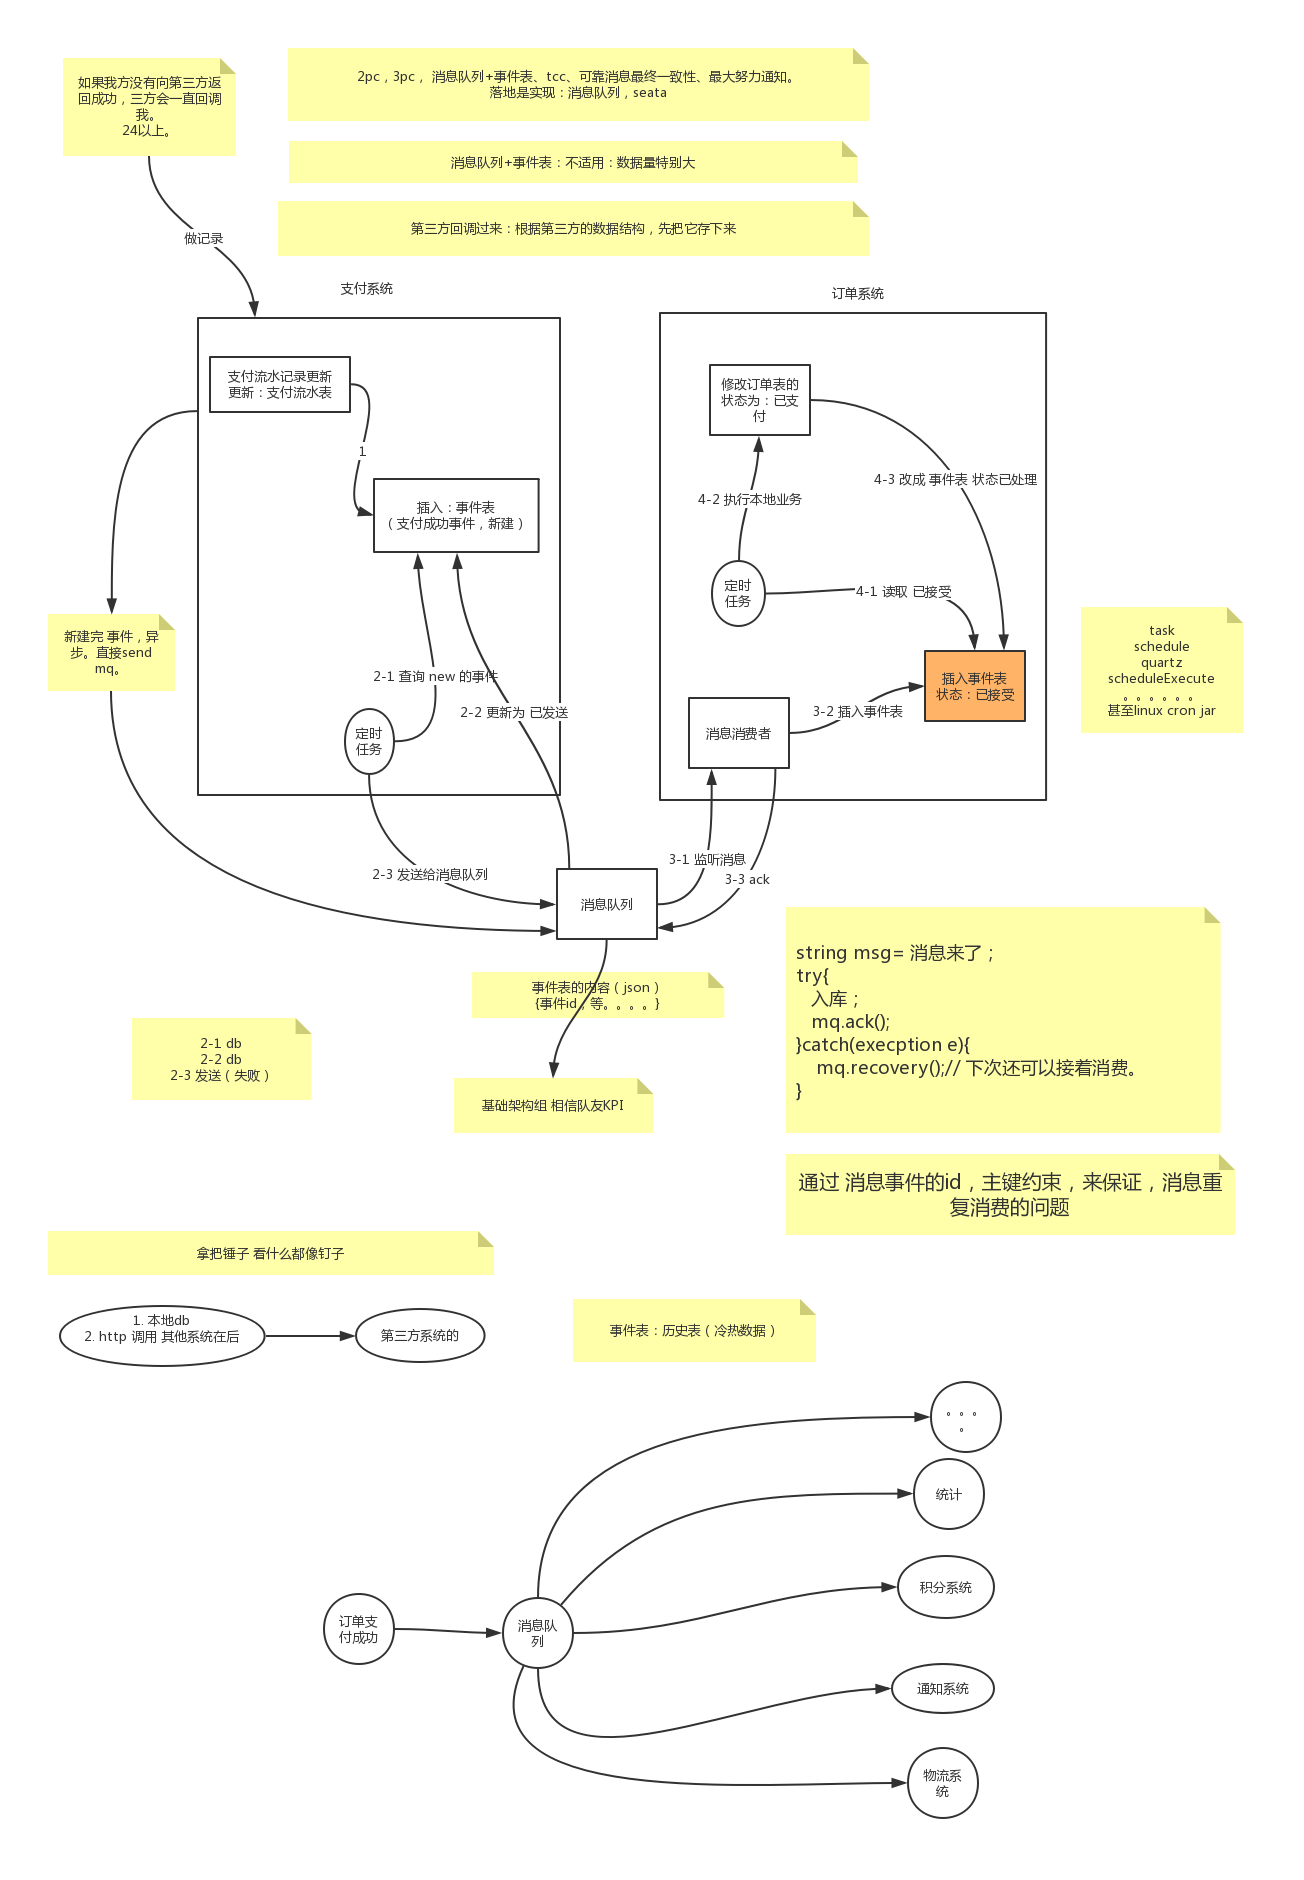 如果我方没有向第三方返
回成功，三方会一直回调
我。
24以上。
2pc，3pc， 消息队列+事件表、tcc、可靠消息最终一致性、最大努力通知。
落地是实现：消息队列，seata
消息队列+事件表：不适用：数据量特别大
第三方回调过来：根据第三方的数据结构，先把它存下来
做记录
支付系统
支付流水记录更新
更新：支付流水表
1
插入：事件表
（支付成功事件，新建）
2-1 查询 new 的事件
2-2 更新为 已发送
定时
任务
2-3 发送给消息队列
新建完 事件，异
步。直接send
mq。
订单系统
修改订单表的
状态为：已支
付
4-3 改成 事件表 状态已处理
4-2 执行本地业务
定时
任务
4-1 读取 已接受
插入事件表
状态：已接受
3-2 插入事件表
消息消费者
3-1 监听消息
3-3 ack
task
schedule
quartz
scheduleExecute
。。。。。。
甚至linux cron jar
消息队列
事件表的内容（json）
{事件id，等。。。。}
基础架构组 相信队友KPI
2-1 db
2-2 db
2-3 发送（失败）
string msg= 消息来了；
try{
入库；
mq.ack();
}catch(execption e){
mq.recovery();// 下次还可以接着消费。
}
通过 消息事件的id，主键约束，来保证，消息重
复消费的问题
拿把锤子 看什么都像钉子
1. 本地db
2. http 调用 其他系统在后
第三方系统的
事件表：历史表（冷热数据）
。。。
。
统计
积分系统
订单支
付成功
消息队
列
通知系统
物流系
统